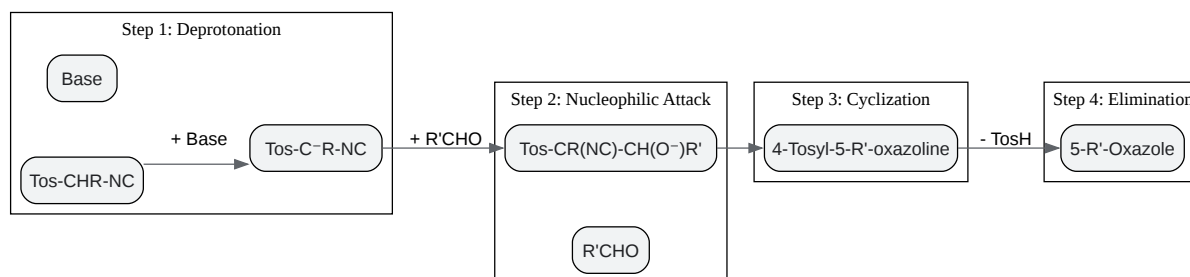 Step 1: Deprotonation
Base
+ Base
Tos-CHR-NC
Tos-C⁻R-NC
+ R'CHO
Step 2: Nucleophilic Attack
Tos-CR(NC)-CH(O⁻)R'
R'CHO
Step 3: Cyclization
4-Tosyl-5-R'-oxazoline
- TosH
Step 4: Elimination
5-R'-Oxazole